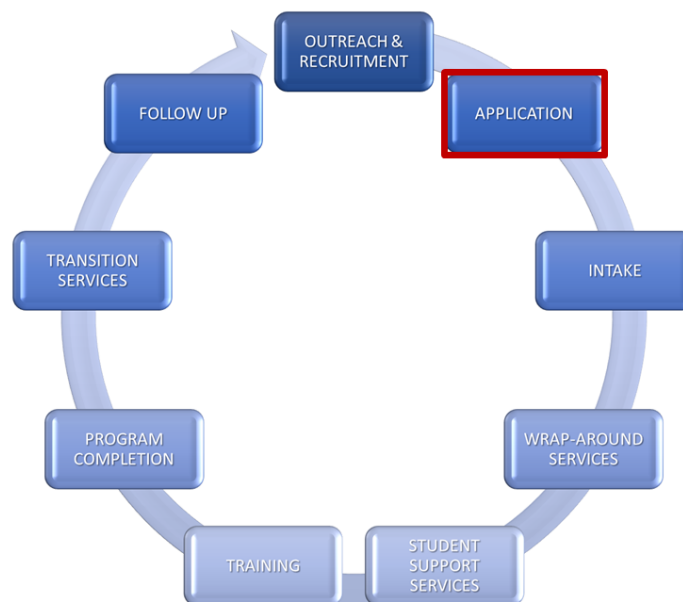 OUTREACH &
RECRUITMENT
APPLICATION
INTAKE
WRAP-AROUND
SERVICES
STUDENT
SUPPORT
SERVICES
TRAINING
PROGRAM
COMPLETION
TRANSITION
SERVICES
FOLLOW UP